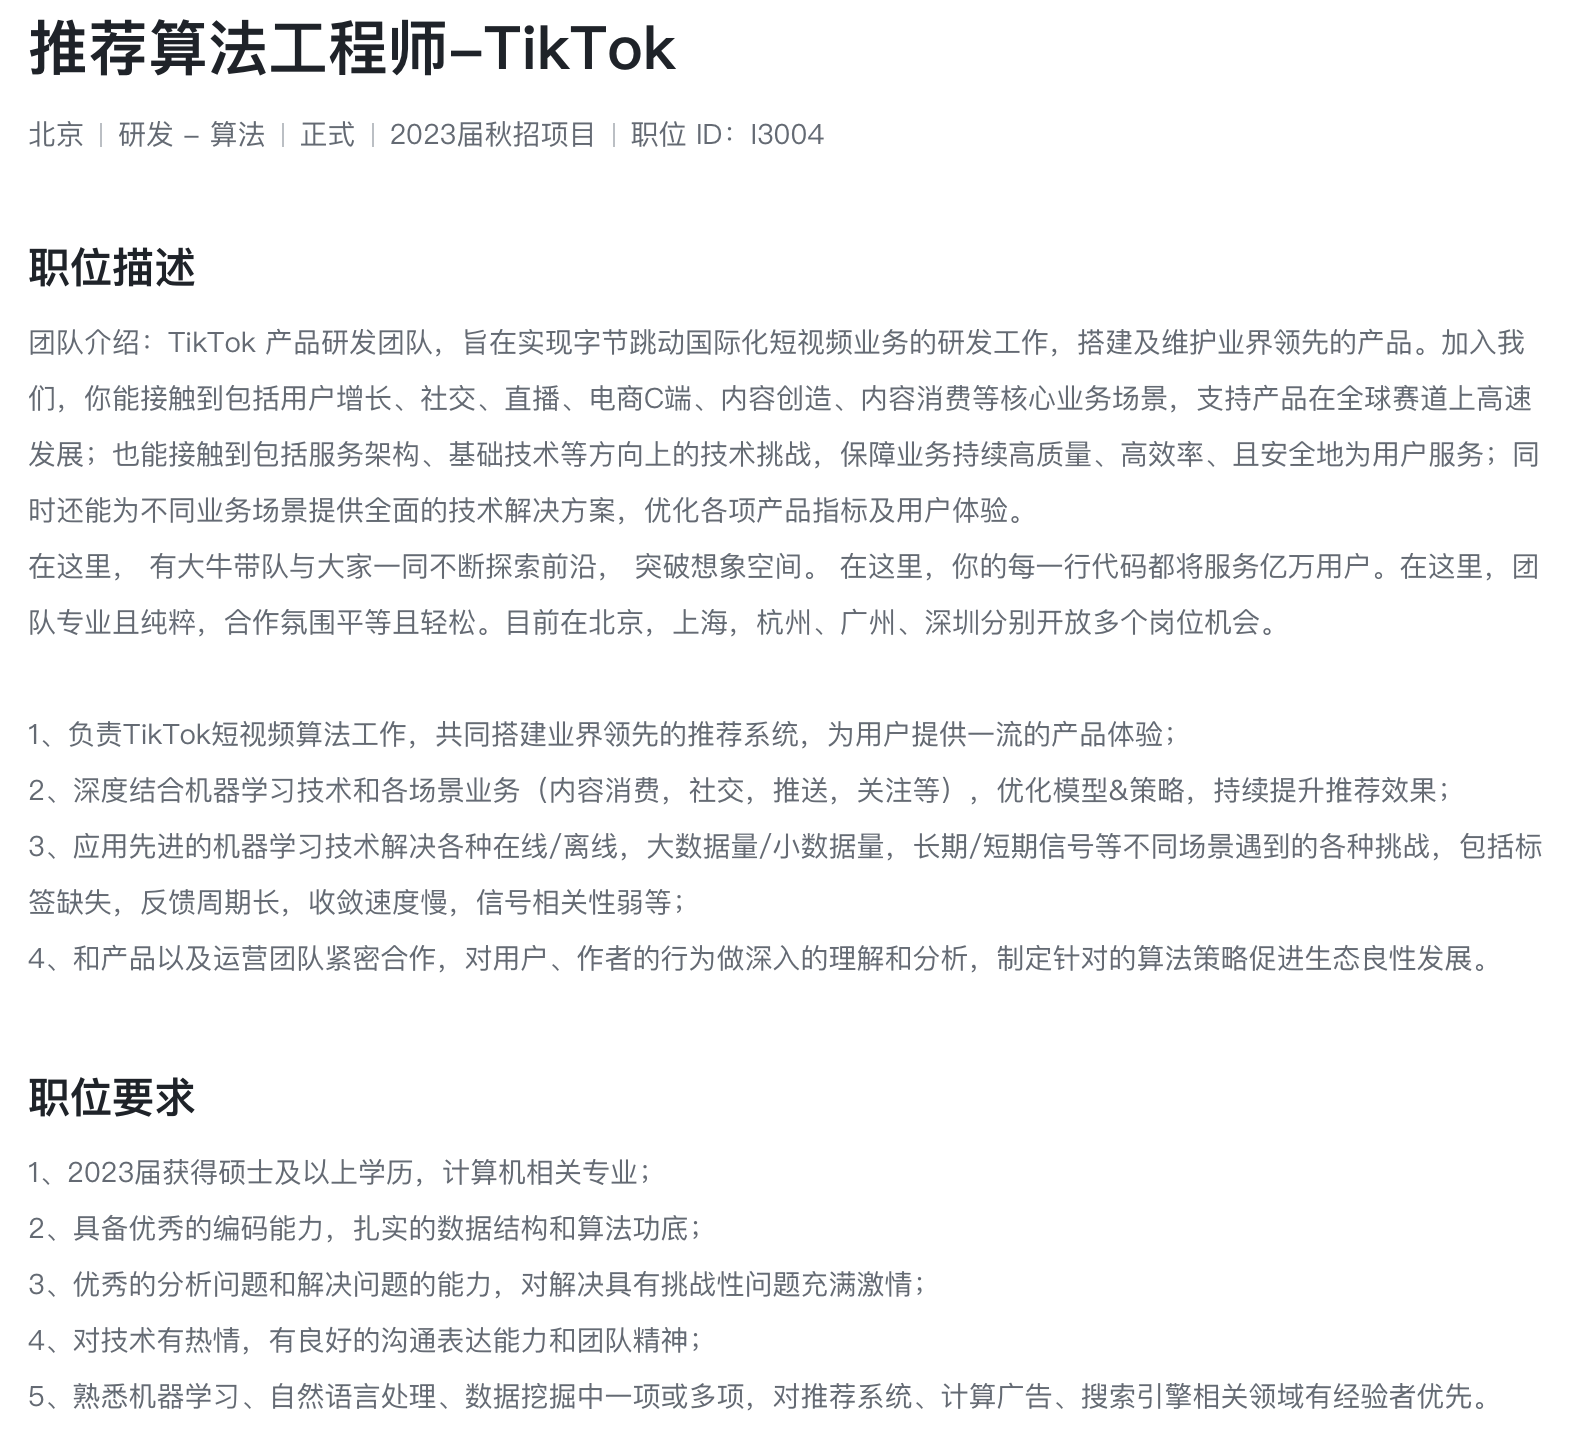 推荐算法工程师-TikTok
北京 | 研发 - 算法 | 正式 | 2023届秋招项目 | 职位 ID：I3004
职位描述
团队介绍：TikTok 产品研发团队，旨在实现字节跳动国际化短视频业务的研发工作，搭建及维护业界领先的产品。加入我
们，你能接触到包括用户增长、社交、直播、电商C端、内容创造、内容消费等核心业务场景，支持产品在全球赛道上高速
发展；也能接触到包括服务架构、基础技术等方向上的技术挑战，保障业务持续高质量、高效率、且安全地为用户服务；同
时还能为不同业务场景提供全面的技术解决方案，优化各项产品指标及用户体验。
在这里， 有大牛带队与大家一同不断探索前沿， 突破想象空间。 在这里，你的每一行代码都将服务亿万用户。在这里，团
队专业且纯粹，合作氛围平等且轻松。目前在北京，上海，杭州、广州、深圳分别开放多个岗位机会。
1、负责TikTok短视频算法工作，共同搭建业界领先的推荐系统，为用户提供一流的产品体验；
2、深度结合机器学习技术和各场景业务（内容消费，社交，推送，关注等），优化模型&策略，持续提升推荐效果；
3、应用先进的机器学习技术解决各种在线/离线，大数据量/小数据量，长期/短期信号等不同场景遇到的各种挑战，包括标
签缺失，反馈周期长，收敛速度慢，信号相关性弱等；
4、和产品以及运营团队紧密合作，对用户、作者的行为做深入的理解和分析，制定针对的算法策略促进生态良性发展。
职位要求
1、2023届获得硕士及以上学历，计算机相关专业；
2、具备优秀的编码能力，扎实的数据结构和算法功底；
3、优秀的分析问题和解决问题的能力，对解决具有挑战性问题充满激情；
4、对技术有热情，有良好的沟通表达能力和团队精神；
5、熟悉机器学习、自然语言处理、数据挖掘中一项或多项，对推荐系统、计算广告、搜索引擎相关领域有经验者优先。